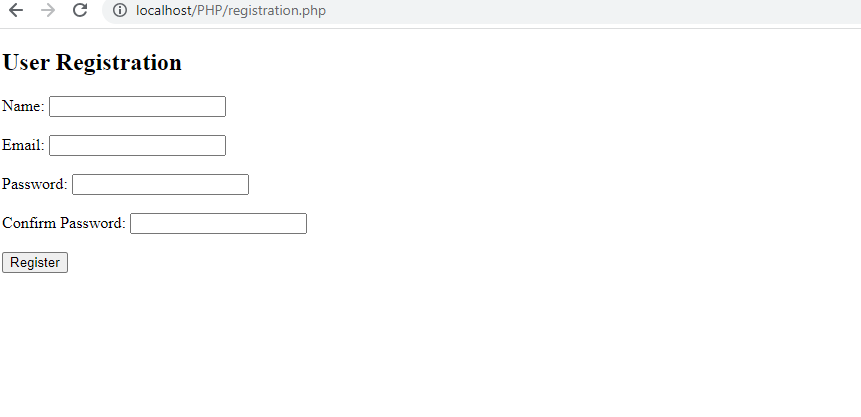 localhost/PHP/registration.php
User Registration
Name:
Email:
Password:
Confirm Password:
Register